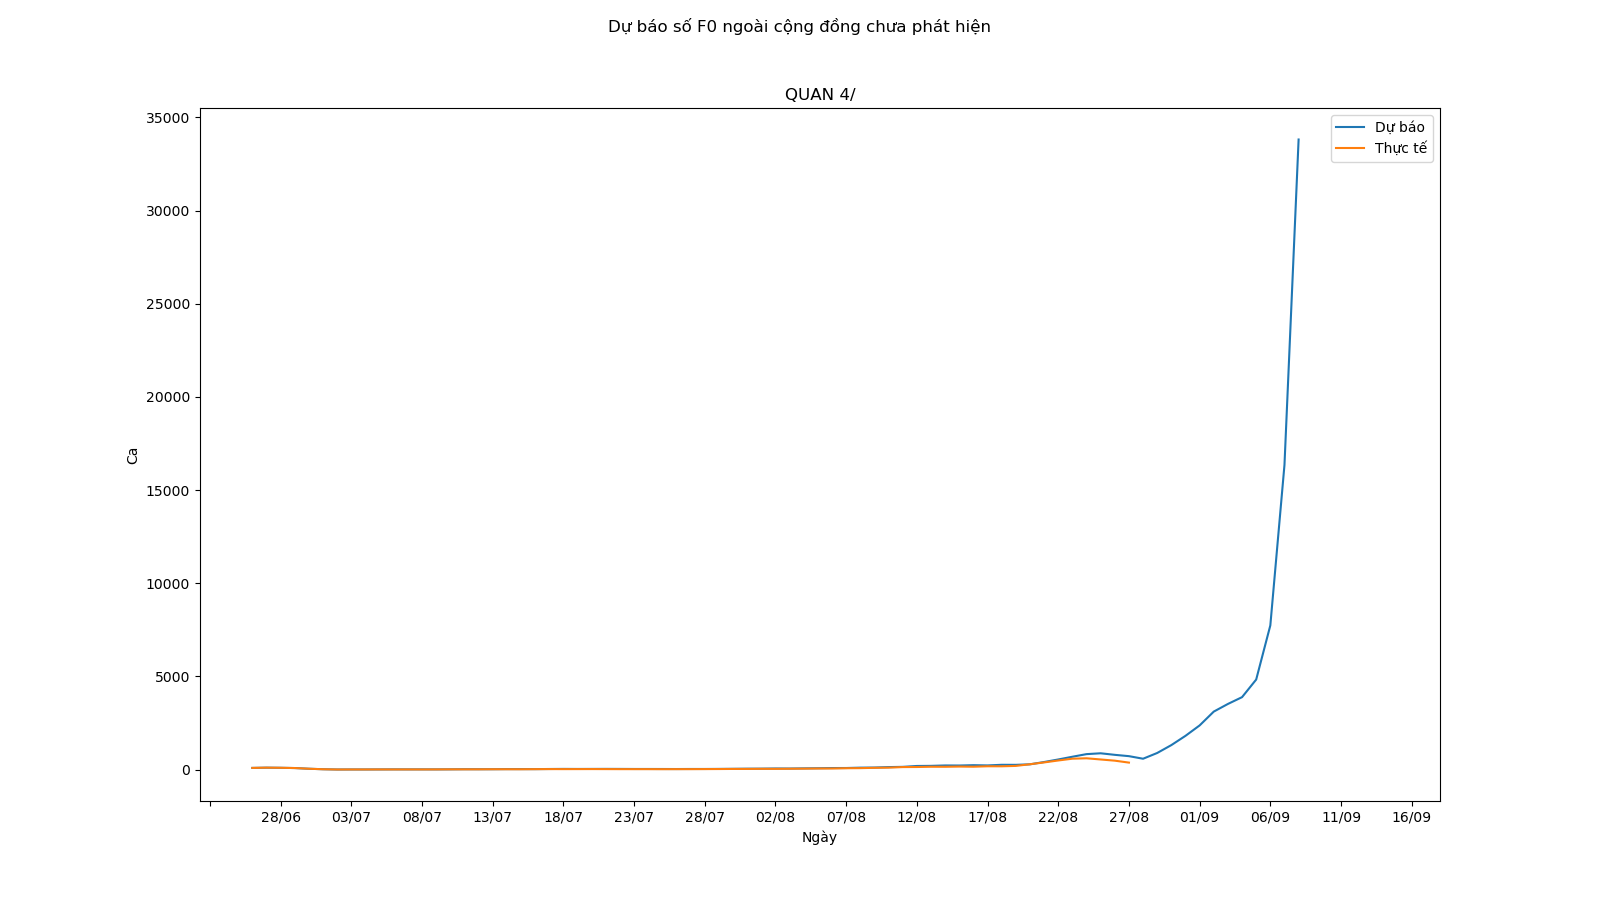 Dự báo số F0 ngoài cộng đồng chưa phát hiện
QUAN 4/
Dự báo
Thực tế
35000
30000
25000
20000
15000
10000
5000
0
Ca
28/06 03/07 08/07 13/07 18/07 23/07 28/07 02/08 07/08 12/08 17/08 22/08 27/08 01/09 06/09 11/09 16/09
Ngày